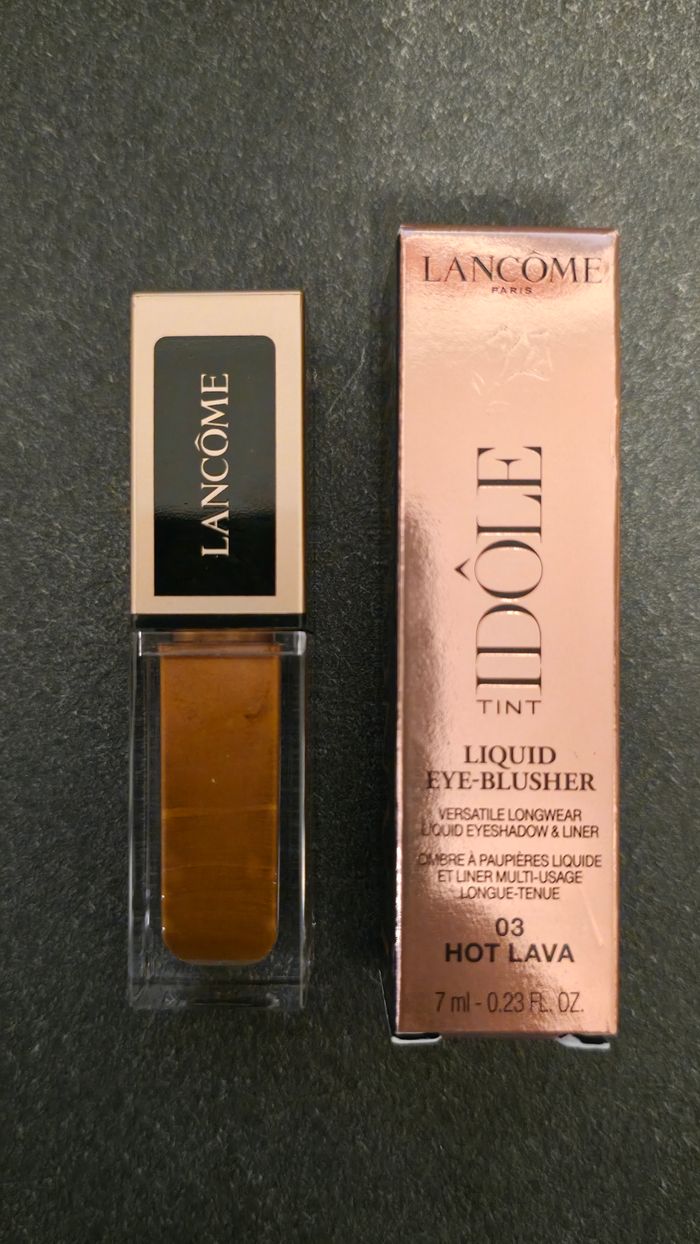 LANCÔME
LANCÔME
PARIS
IDÔLE
TINT
LIQUID
EYE-BLUSHER
VERSATILE LONGWEAR
LIQUID EYESHADOW & LINER
OMBRE À PAUPIÈRES LIQUIDE
ET LINER MULTI-USAGE
LONGUE-TENUE
03
HOT LAVA
7 ml - 0.23 FL. OZ.